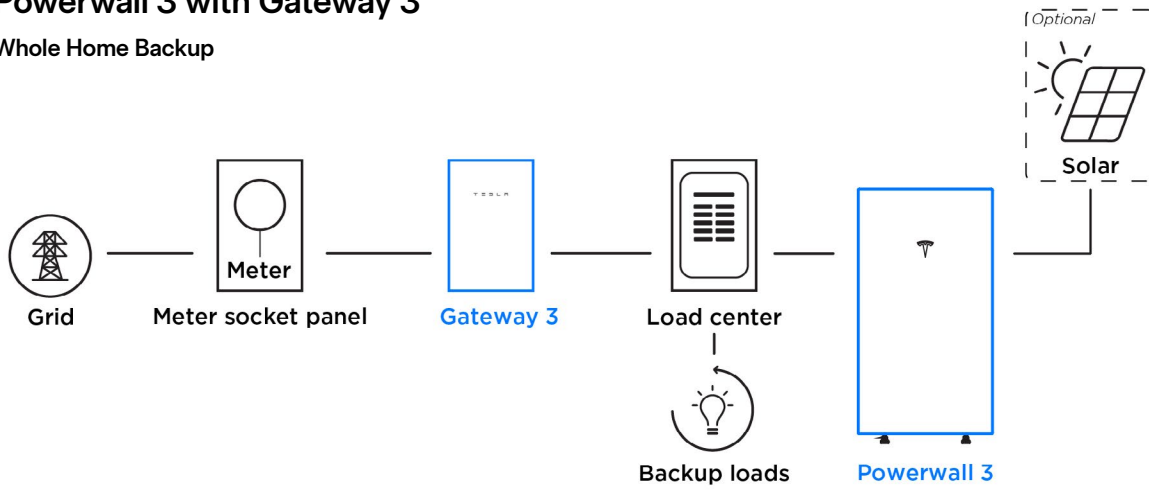 Powerwall 3 with Gateway 3
Whole Home Backup
Optional
Solar
TESLA
Meter
Grid
Meter socket panel
Gateway 3
Load center
Backup loads
Powerwall 3